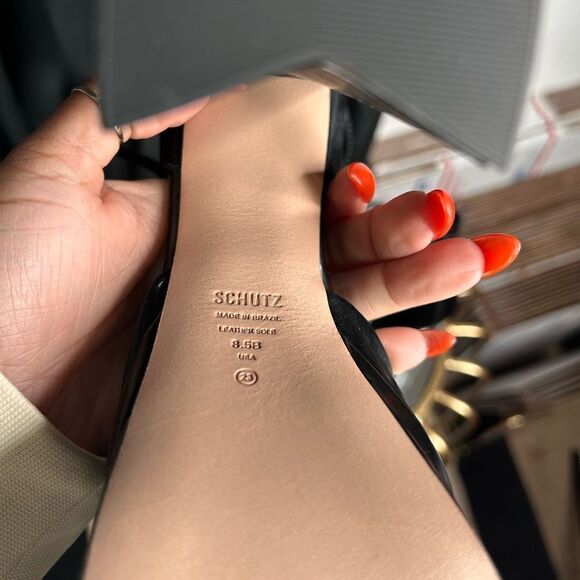 SCHUTZ
MADE IN BRAZIL
LEATHER SOLE
8.5B
USA
23